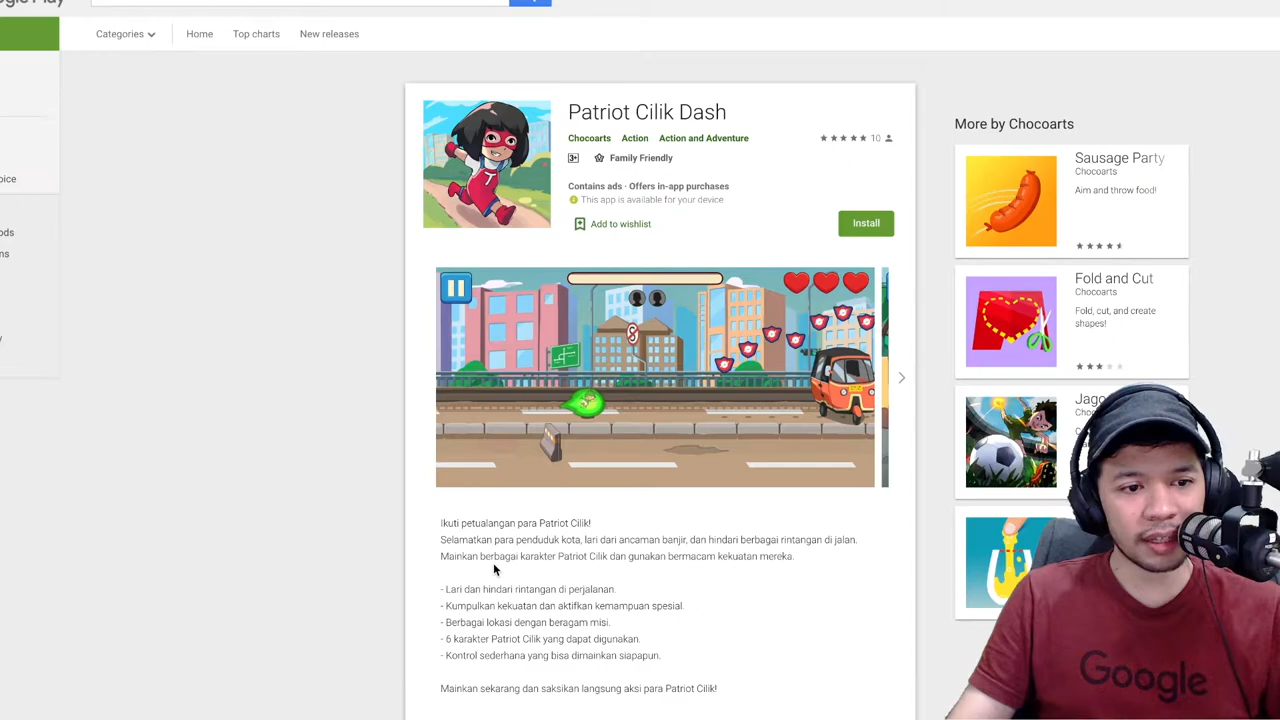 Categories
Home
Top charts
New releases
Patriot Cilik Dash
Chocoarts Action Action and Adventure
10
3+ Family Friendly
Contains ads · Offers in-app purchases
This app is available for your device
Add to wishlist
Install
T
Ikuti petualangan para Patriot Cilik!
Selamatkan para penduduk kota, lari dari ancaman banjir, dan hindari berbagai rintangan di jalan.
Mainkan berbagai karakter Patriot Cilik dan gunakan bermacam kekuatan mereka.
- Lari dan hindari rintangan di perjalanan.
- Kumpulkan kekuatan dan aktifkan kemampuan spesial.
- Berbagai lokasi dengan beragam misi.
- 6 karakter Patriot Cilik yang dapat digunakan.
- Kontrol sederhana yang bisa dimainkan siapapun.
Mainkan sekarang dan saksikan langsung aksi para Patriot Cilik!
More by Chocoarts
Sausage Party
Chocoarts
Aim and throw food!
Fold and Cut
Chocoarts
Fold, cut, and create
shapes!
Google